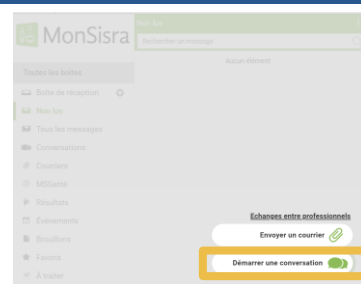 MonSisra
Non lus
Rechercher un message
Aucun élément
Toutes les boîtes
Boîte de réception
Non lus
Tous les messages
Conversations
Courriers
MSSanté
Résultats
Évènements
Brouillons
Favoris
À traiter
Echanges entre professionnels
Envoyer un courrier
Démarrer une conversation